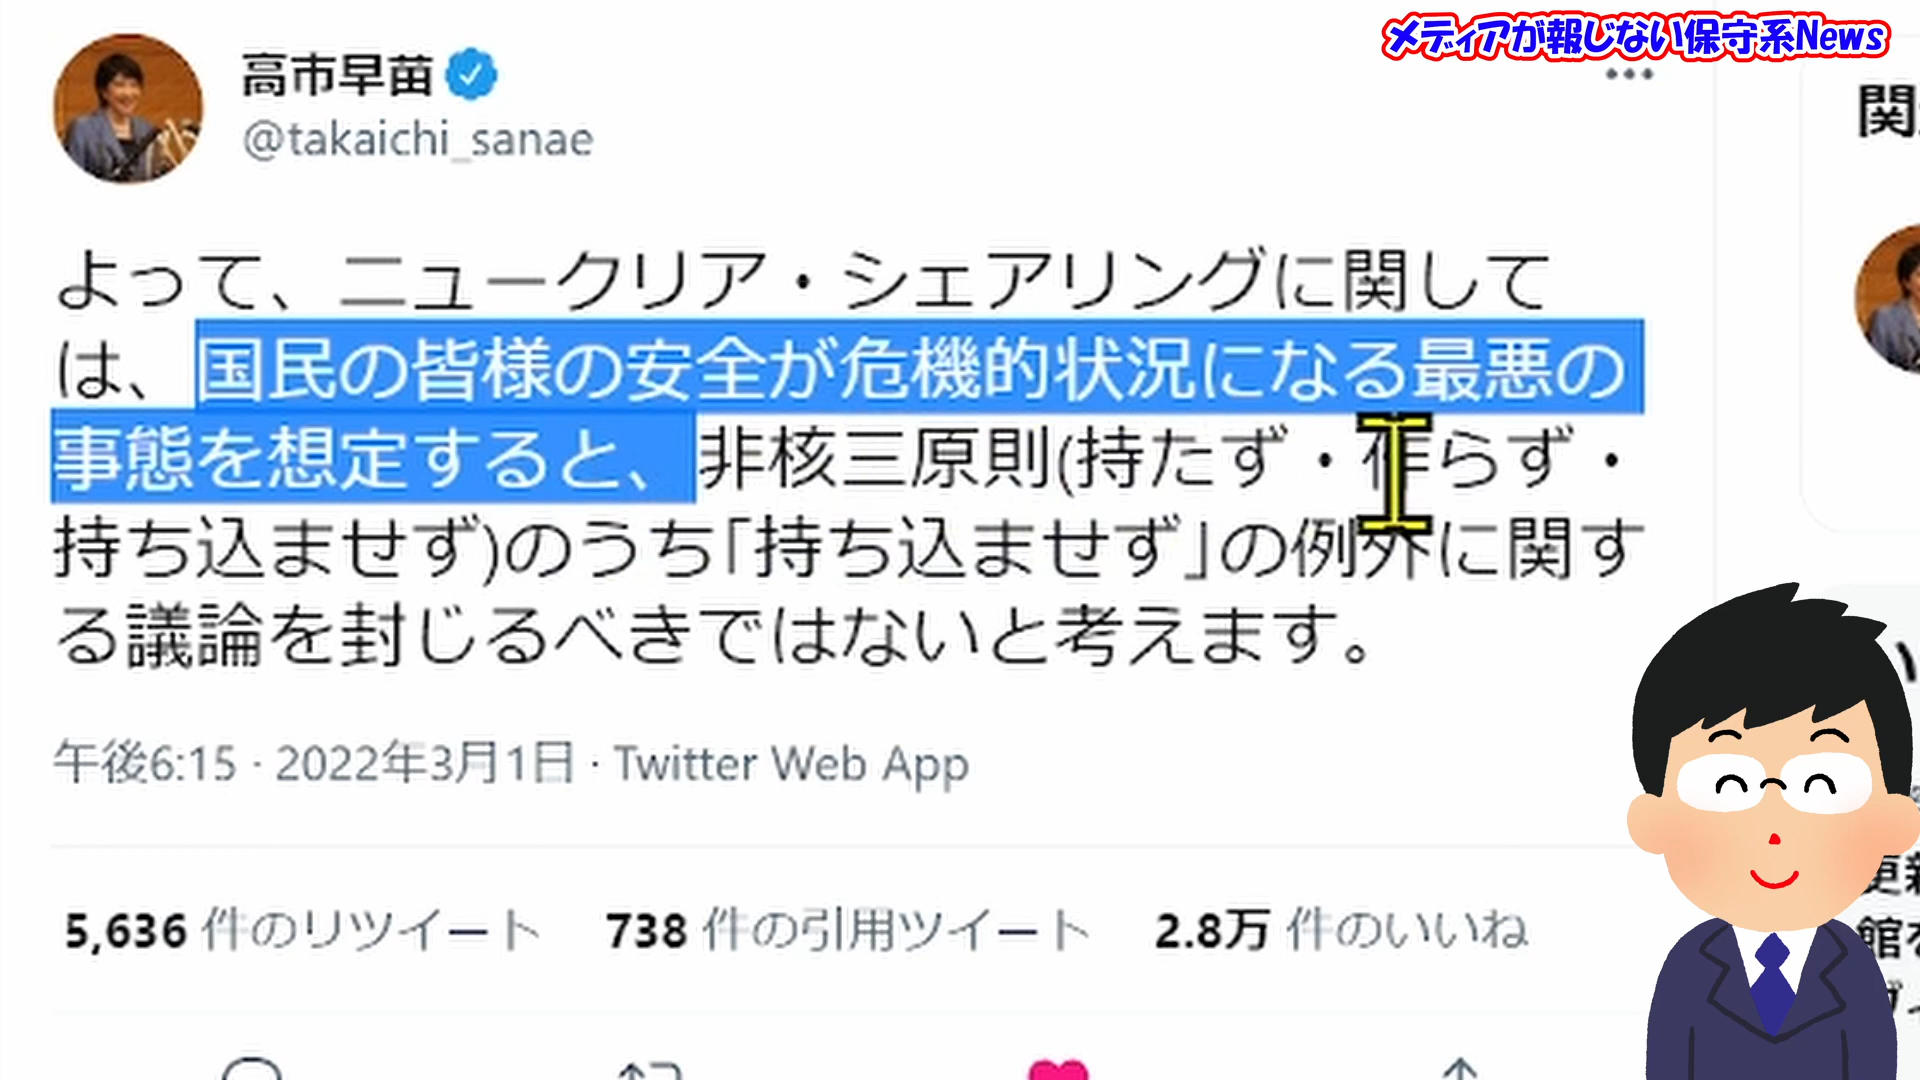 メディアが報じない保守系News
高市早苗
@takaichi_sanae
よって、ニュークリア・シェアリングに関して
は、国民の皆様の安全が危機的状況になる最悪の
事態を想定すると、非核三原則(持たず・作らず・
持ち込ませず)のうち「持ち込ませず」の例外に関す
る議論を封じるべきではないと考えます。
午後6:15 · 2022年3月1日 · Twitter Web App
5,636 件のリツイート 738 件の引用ツイート 2.8万 件のいいね
関
い
更新
館を